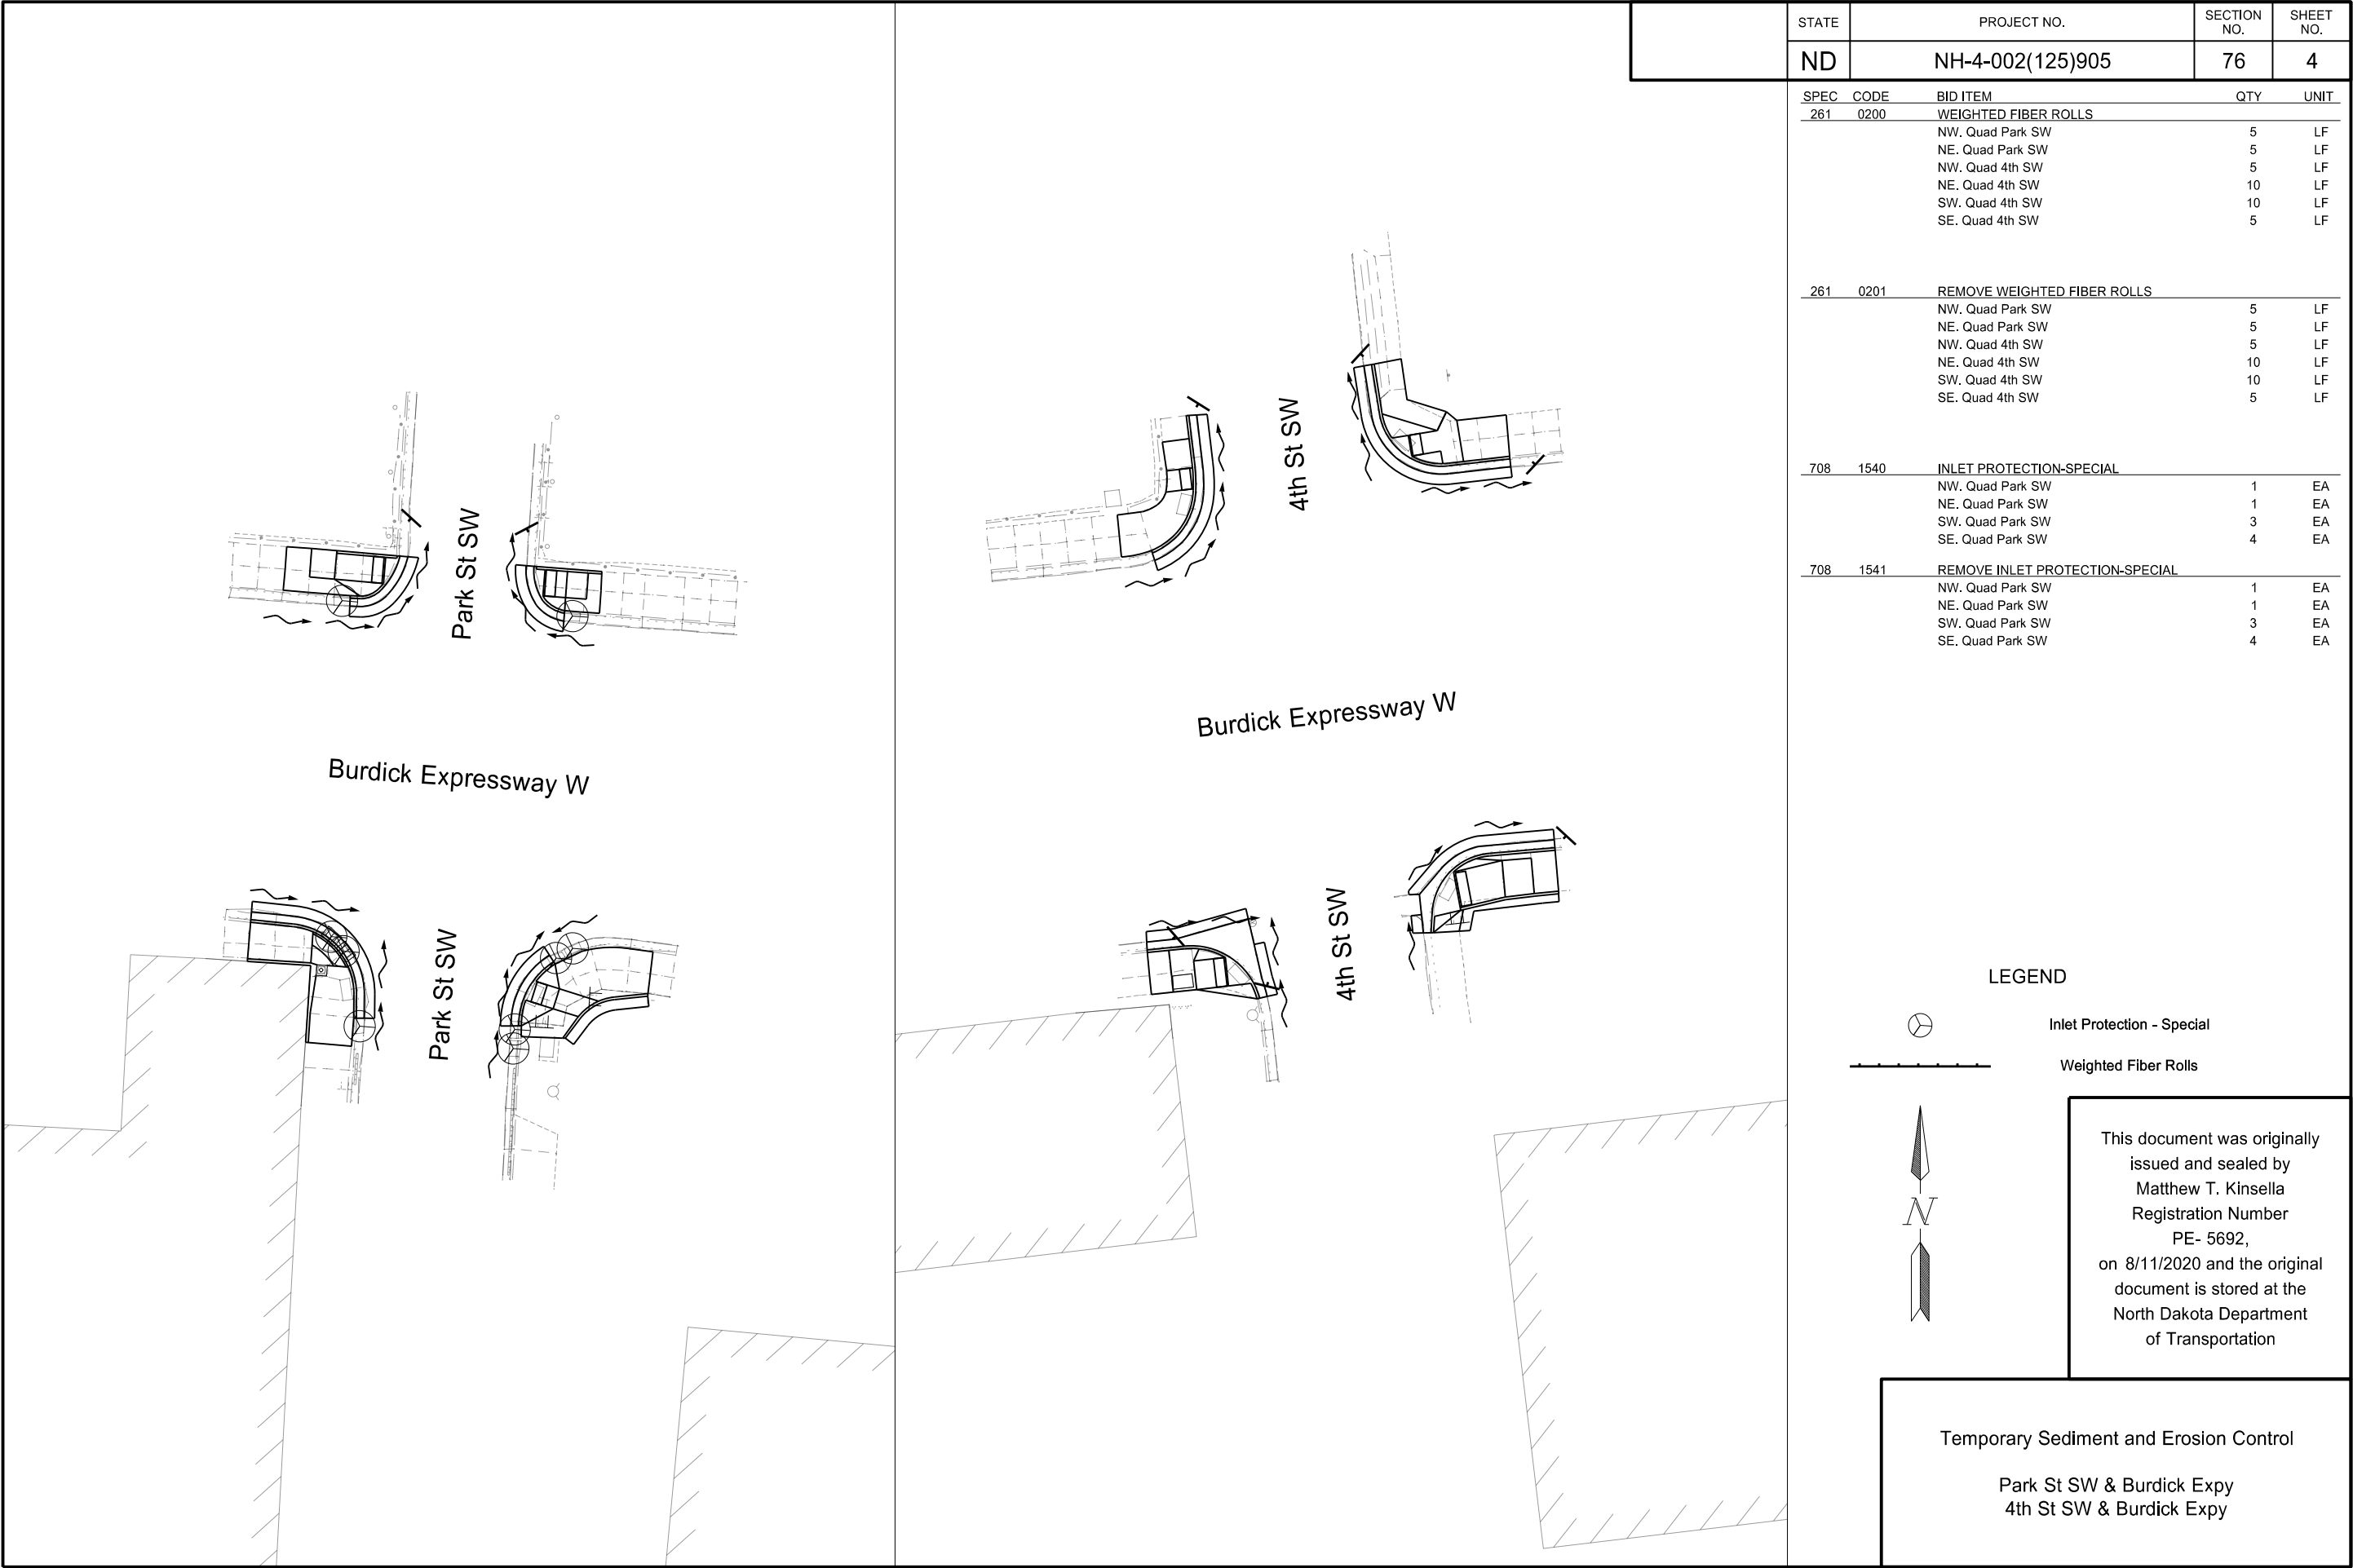 STATE PROJECT NO. SECTION NO. SHEET NO.
ND NH-4-002(125)905 76 4
SPEC CODE BID ITEM QTY UNIT
261 0200 WEIGHTED FIBER ROLLS
NW. Quad Park SW 5 LF
NE. Quad Park SW 5 LF
NW. Quad 4th SW 5 LF
NE. Quad 4th SW 10 LF
SW. Quad 4th SW 10 LF
SE. Quad 4th SW 5 LF
261 0201 REMOVE WEIGHTED FIBER ROLLS
NW. Quad Park SW 5 LF
NE. Quad Park SW 5 LF
NW. Quad 4th SW 5 LF
NE. Quad 4th SW 10 LF
SW. Quad 4th SW 10 LF
SE. Quad 4th SW 5 LF
708 1540 INLET PROTECTION-SPECIAL
NW. Quad Park SW 1 EA
NE. Quad Park SW 1 EA
SW. Quad Park SW 3 EA
SE. Quad Park SW 4 EA
708 1541 REMOVE INLET PROTECTION-SPECIAL
NW. Quad Park SW 1 EA
NE. Quad Park SW 1 EA
SW. Quad Park SW 3 EA
SE. Quad Park SW 4 EA
Park St SW
Burdick Expressway W
Park St SW
4th St SW
Burdick Expressway W
4th St SW
LEGEND
Inlet Protection - Special
Weighted Fiber Rolls
N
This document was originally
issued and sealed by
Matthew T. Kinsella
Registration Number
PE- 5692,
on 8/11/2020 and the original
document is stored at the
North Dakota Department
of Transportation
Temporary Sediment and Erosion Control
Park St SW & Burdick Expy
4th St SW & Burdick Expy